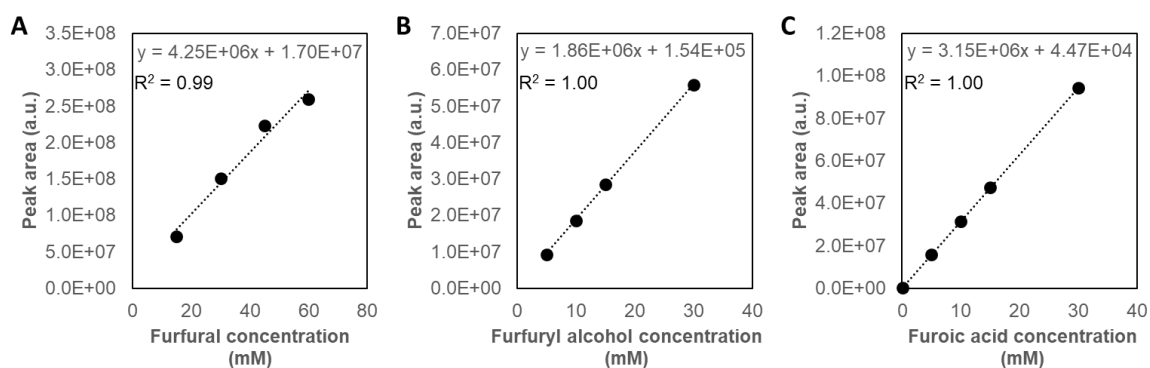 A
y = 4.25E+06x + 1.70E+07
R² = 0.99
Peak area (a.u.)
3.5E+08
3.0E+08
2.5E+08
2.0E+08
1.5E+08
1.0E+08
5.0E+07
0.0E+00
0 20 40 60 80
Furfural concentration
(mM)
B
y = 1.86E+06x + 1.54E+05
R² = 1.00
Peak area (a.u.)
7.0E+07
6.0E+07
5.0E+07
4.0E+07
3.0E+07
2.0E+07
1.0E+07
0.0E+00
0 10 20 30 40
Furfuryl alcohol concentration
(mM)
C
y = 3.15E+06x + 4.47E+04
R² = 1.00
Peak area (a.u.)
1.2E+08
1.0E+08
8.0E+07
6.0E+07
4.0E+07
2.0E+07
0.0E+00
0 10 20 30 40
Furoic acid concentration
(mM)